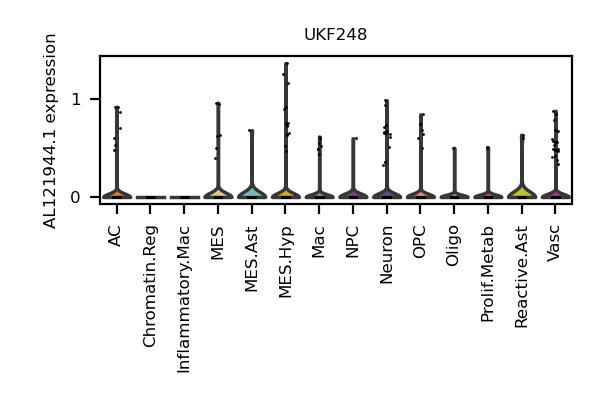 UKF248
AL121944.1 expression
1
0
AC
Chromatin.Reg
Inflammatory.Mac
MES
MES.Ast
MES.Hyp
Mac
NPC
Neuron
OPC
Oligo
Prolif.Metab
Reactive.Ast
Vasc